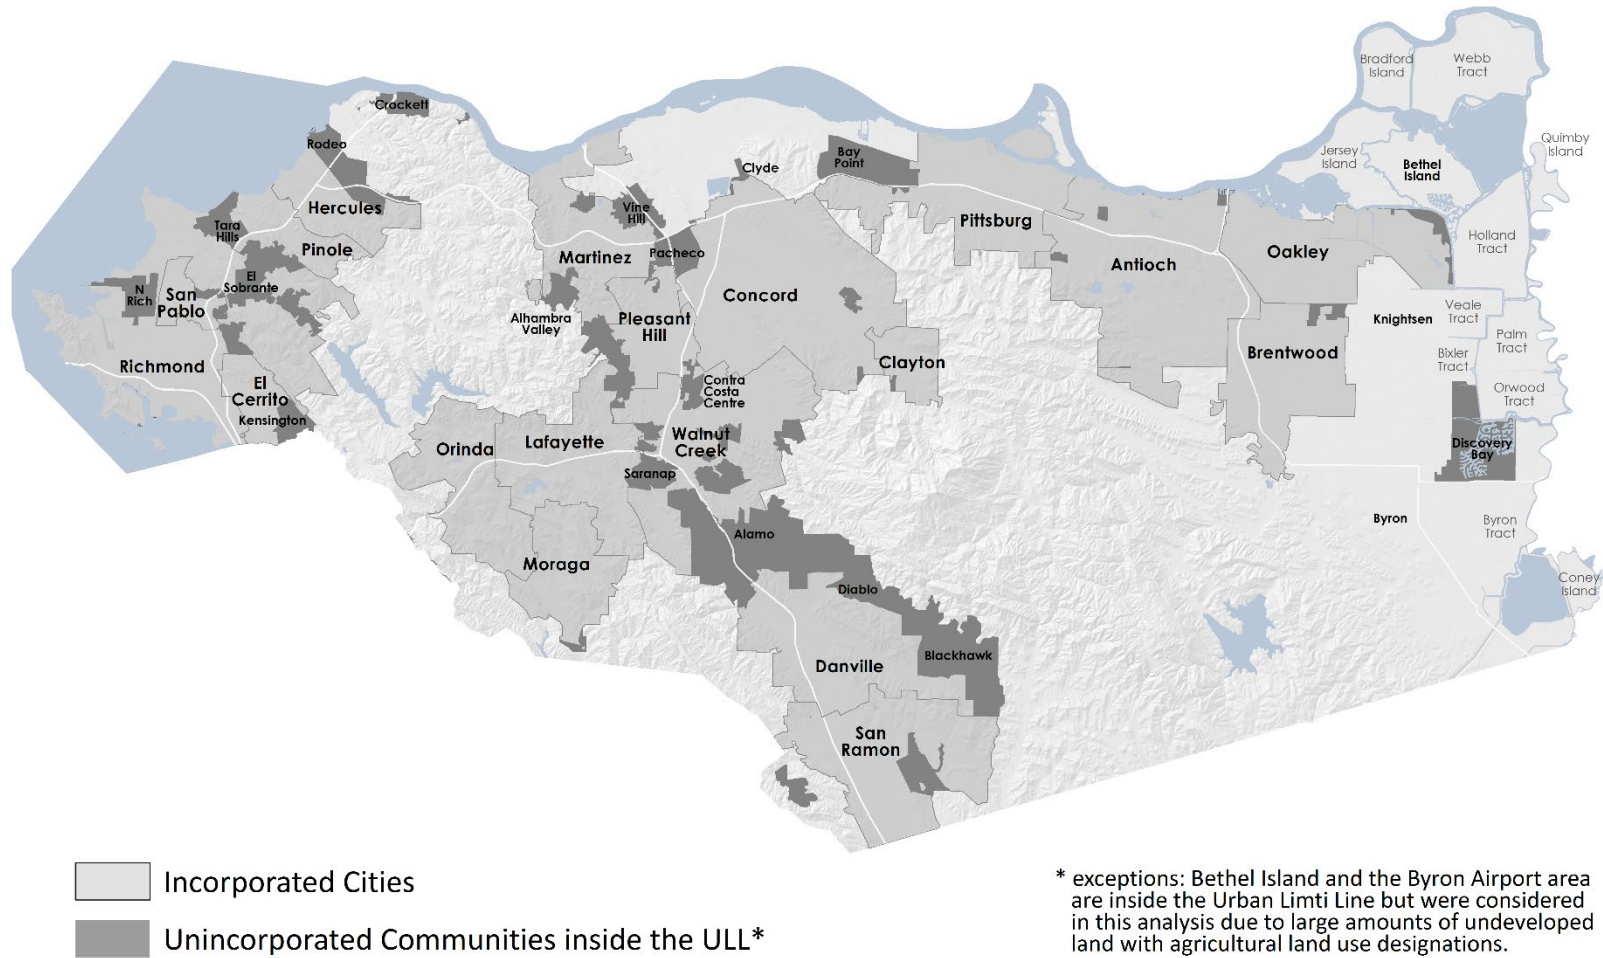 Bradford
Island
Webb
Tract
Crockett
Quimby
Island
Rodeo
Bay
Point
Jersey
Island
Bethel
Island
Clyde
Hercules
Vine
Hill
Pittsburg
Tara
Hills
Holland
Tract
Pinole
Martinez
Pacheco
Antioch
Oakley
El
Sobrante
N
Rich
San
Pablo
Concord
Alhambra
Valley
Pleasant
Hill
Knightsen
Veale
Tract
Palm
Tract
Richmond
Clayton
Brentwood
Bixler
Tract
El
Cerrito
Contra
Costa
Centre
Orwood
Tract
Kensington
Orinda
Lafayette
Walnut
Creek
Discovery
Bay
Saranap
Byron
Byron
Tract
Alamo
Moraga
Diablo
Coney
Island
Danville
Blackhawk
San
Ramon
Incorporated Cities
Unincorporated Communities inside the ULL*
* exceptions: Bethel Island and the Byron Airport area
are inside the Urban Limti Line but were considered
in this analysis due to large amounts of undeveloped
land with agricultural land use designations.